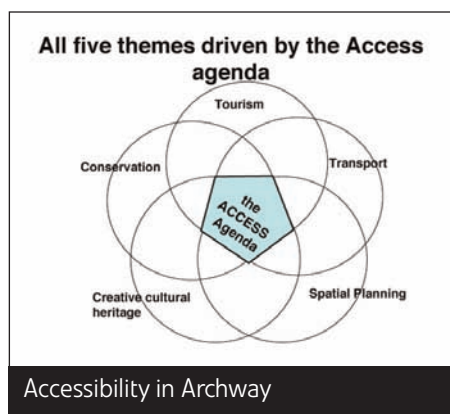 All five themes driven by the Access
agenda
Tourism
Conservation
Transport
the
ACCESS
Agenda
Creative cultural
heritage
Spatial Planning
Accessibility in Archway